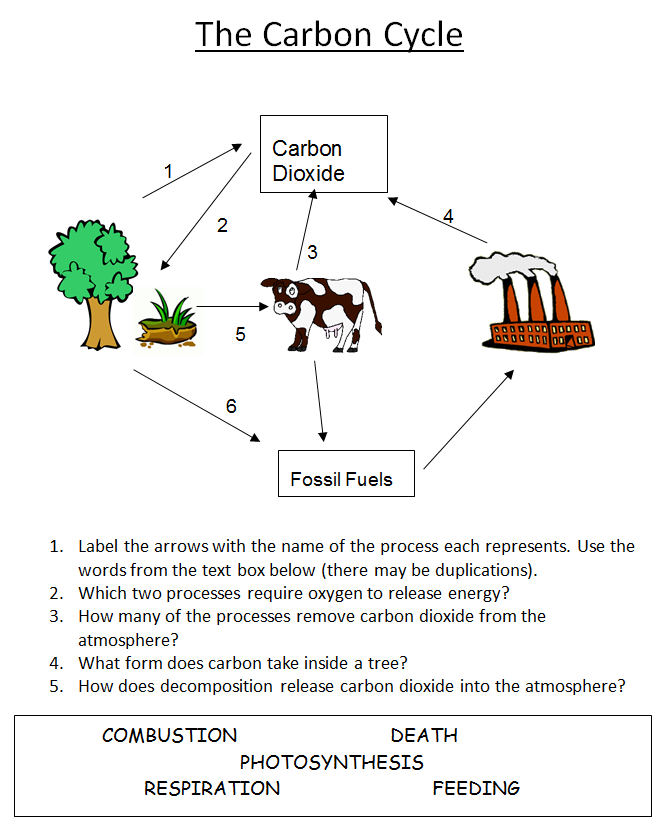 The Carbon Cycle
Carbon
Dioxide
1
2
3
4
5
6
Fossil Fuels
1. Label the arrows with the name of the process each represents. Use the
words from the text box below (there may be duplications).
2. Which two processes require oxygen to release energy?
3. How many of the processes remove carbon dioxide from the
atmosphere?
4. What form does carbon take inside a tree?
5. How does decomposition release carbon dioxide into the atmosphere?
COMBUSTION DEATH
PHOTOSYNTHESIS
RESPIRATION FEEDING